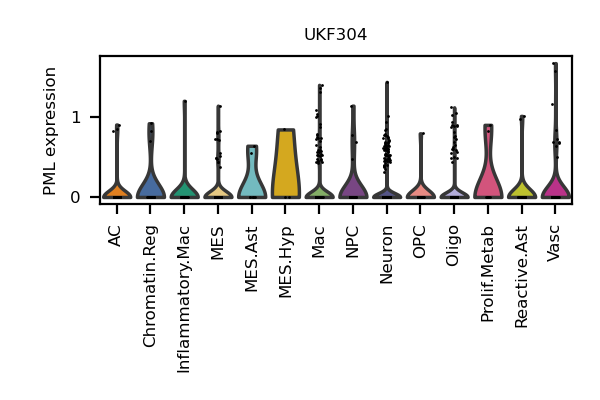 UKF304
PML expression
1
0
AC
Chromatin.Reg
Inflammatory.Mac
MES
MES.Ast
MES.Hyp
Mac
NPC
Neuron
OPC
Oligo
Prolif.Metab
Reactive.Ast
Vasc